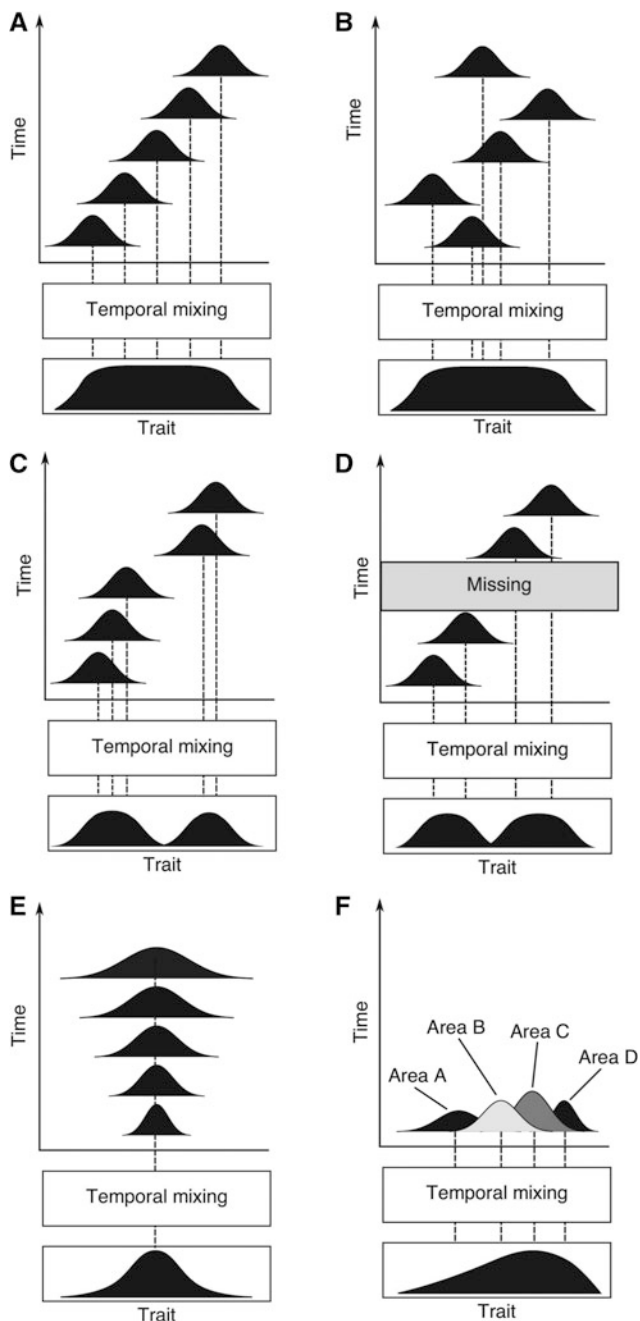 A
Time
Temporal mixing
Trait
B
Time
Temporal mixing
Trait
C
Time
Temporal mixing
Trait
D
Time
Missing
Temporal mixing
Trait
E
Time
Temporal mixing
Trait
F
Time
Area A
Area B
Area C
Area D
Temporal mixing
Trait